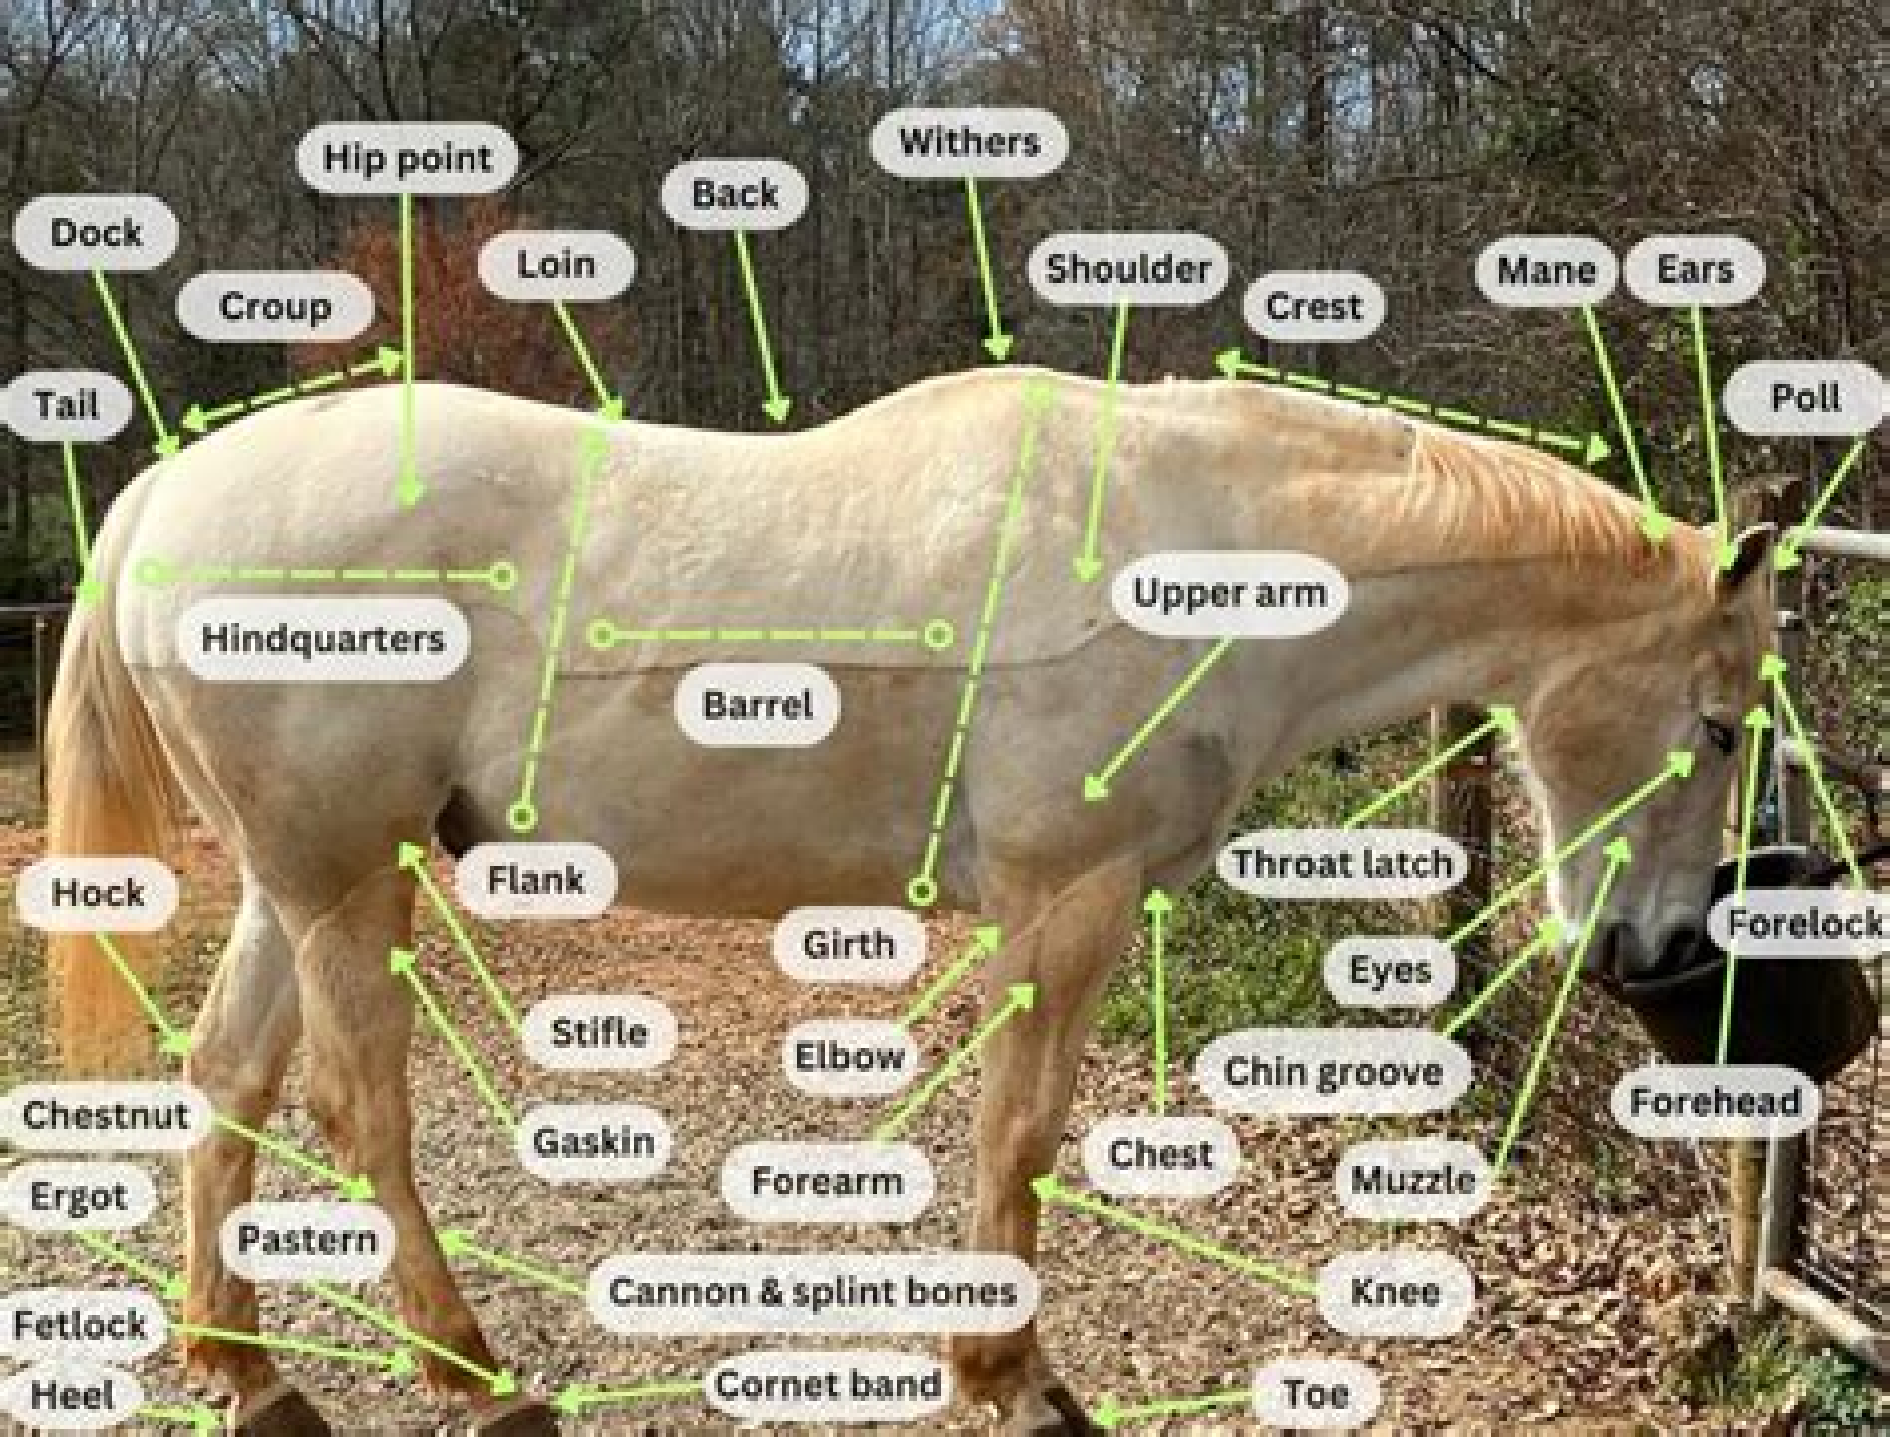 Withers
Hip point
Back
Dock
Loin
Shoulder
Mane
Ears
Croup
Crest
Tail
Poll
Upper arm
Hindquarters
Barrel
Throat latch
Flank
Hock
Forelock
Girth
Eyes
Stifle
Elbow
Chin groove
Forehead
Chestnut
Gaskin
Chest
Forearm
Muzzle
Ergot
Pastern
Cannon & splint bones
Knee
Fetlock
Cornet band
Toe
Heel